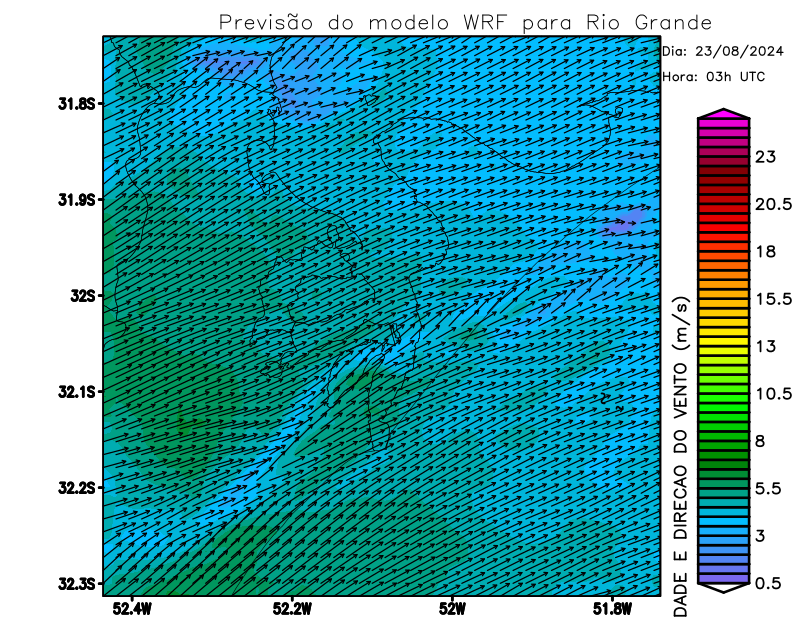 Previsão do modelo WRF para Rio Grande
Dia: 23/08/2024
Hora: 03h UTC
31.8S
31.9S
32S
32.1S
32.2S
32.3S
52.4W
52.2W
52W
51.8W
23
20.5
18
15.5
13
10.5
8
5.5
3
0.5
DADE E DIRECAO DO VENTO (m/s)